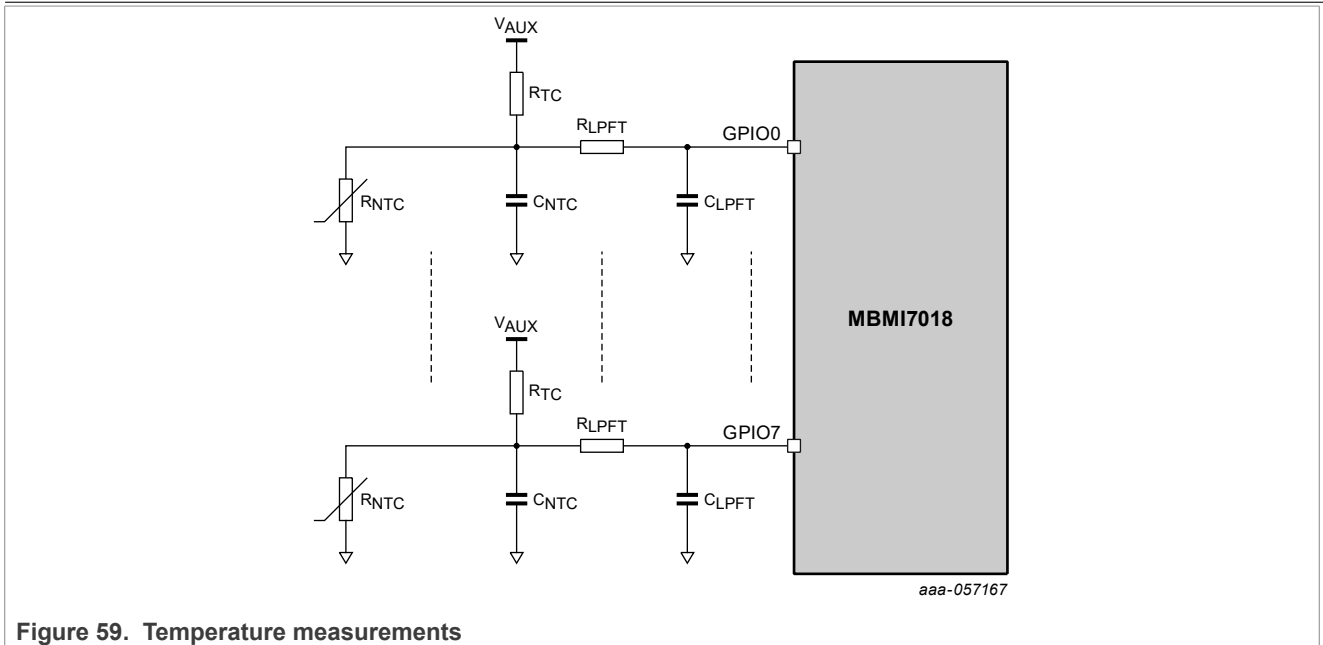 VAUX
RTC
RLPFT
GPIO0
RNTC
CNTC
CLPFT
MBMI7018
VAUX
RTC
RLPFT
GPIO7
RNTC
CNTC
CLPFT
aaa-057167
Figure 59. Temperature measurements